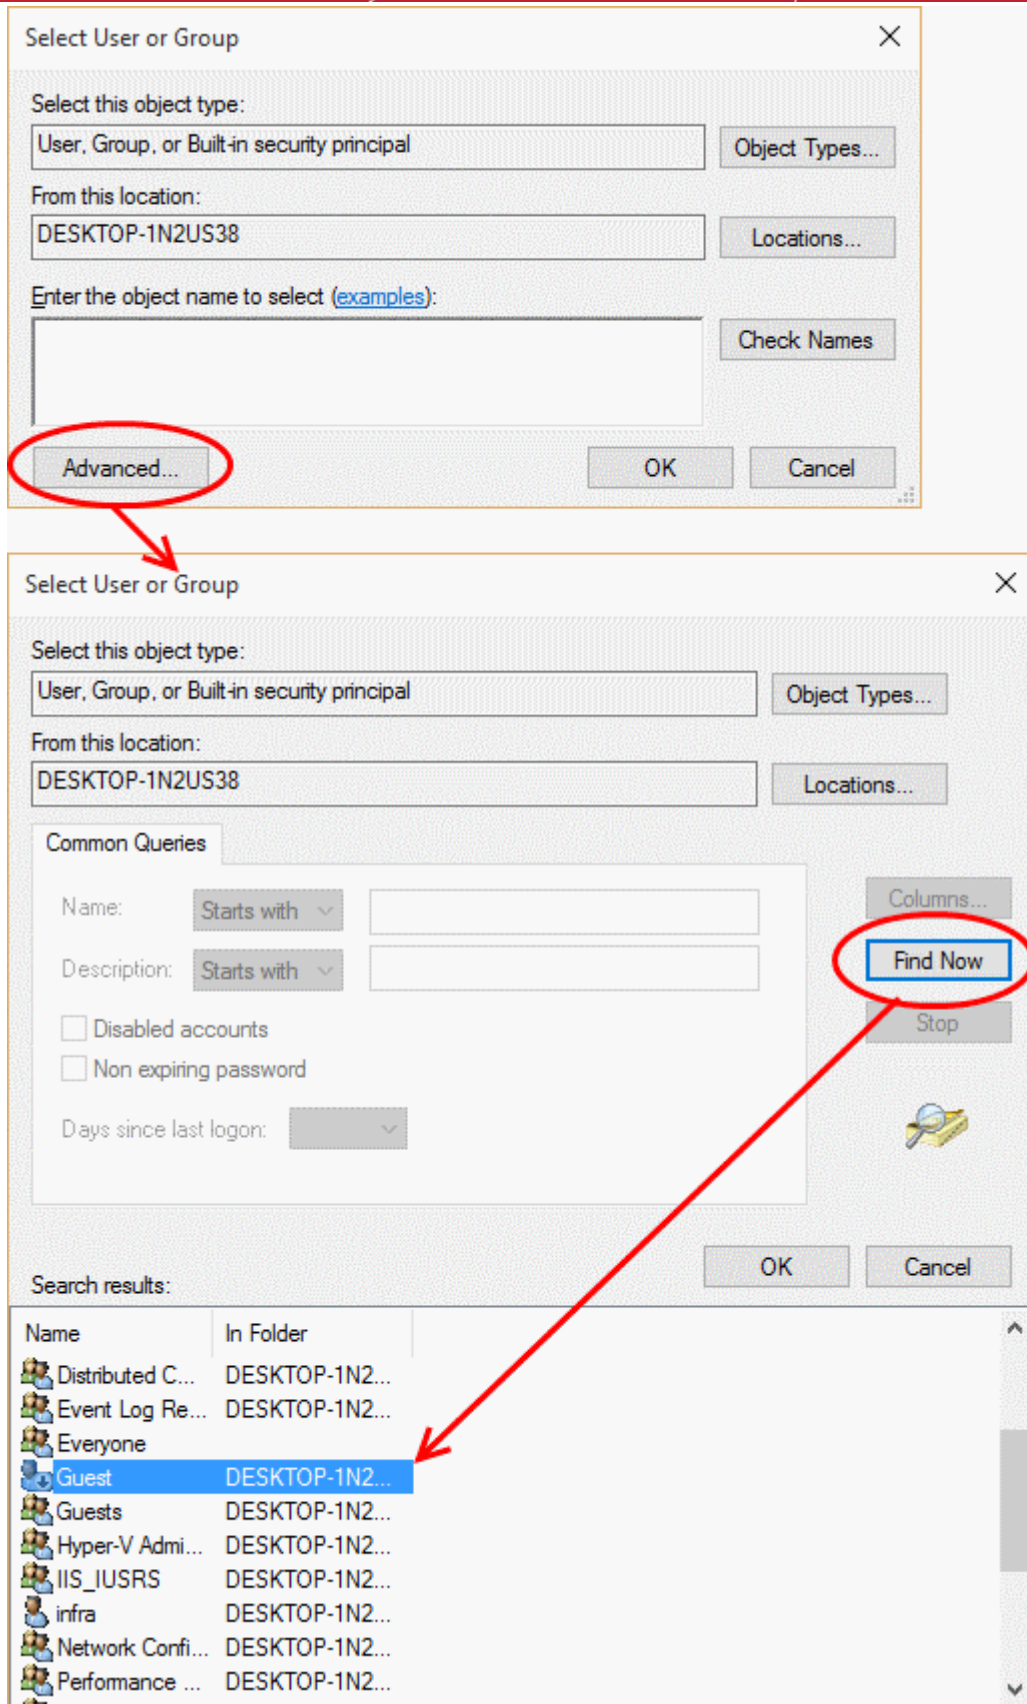 Select User or Group
Select this object type:
User, Group, or Built-in security principal
Object Types...
From this location:
DESKTOP-1N2US38
Locations...
Enter the object name to select (examples):
Check Names
Advanced...
OK
Cancel
Select User or Group
Select this object type:
User, Group, or Built-in security principal
Object Types...
From this location:
DESKTOP-1N2US38
Locations...
Common Queries
Name:
Starts with
Columns...
Find Now
Description:
Starts with
Stop
Disabled accounts
Non expiring password
Days since last logon:
OK
Cancel
Search results:
Name In Folder
Distributed C... DESKTOP-1N2...
Event Log Re... DESKTOP-1N2...
Everyone
Guest DESKTOP-1N2...
Guests DESKTOP-1N2...
Hyper-V Admi... DESKTOP-1N2...
IIS_IUSRS DESKTOP-1N2...
infra DESKTOP-1N2...
Network Confi... DESKTOP-1N2...
Performance ... DESKTOP-1N2...